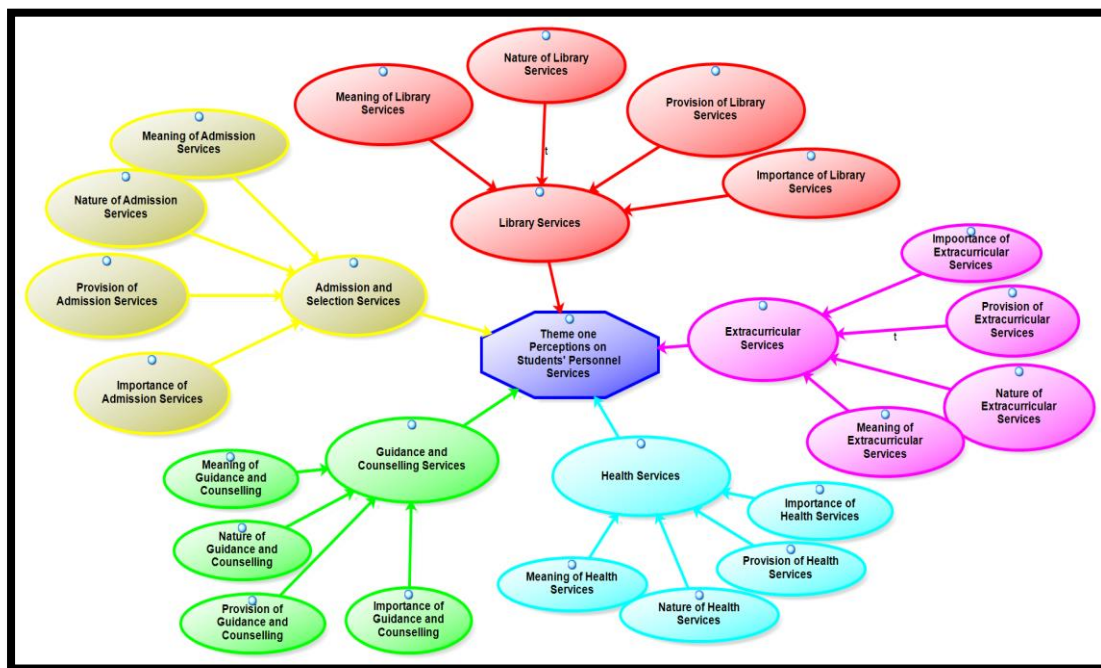 Nature of Library
Services
Meaning of Library
Services
Provision of Library
Services
Importance of Library
Services
t
Library Services
Meaning of Admission
Services
Nature of Admission
Services
Provision of
Admission Services
Importance of
Admission Services
Admission and
Selection Services
Theme one
Perceptions on
Students' Personnel
Services
Extracurricular
Services
Impoortance of
Extracurricular
Services
Provision of
Extracurricular Services
t
Nature of
Extracurricular Services
Meaning of
Extracurricular
Services
Guidance and
Counselling Services
Meaning of
Guidance and
Counselling
Nature of
Guidance and
Counselling
Provision of
Guidance and
Counselling
Importance of
Guidance and
Counselling
Health Services
Importance of
Health Services
Provision of Health
Services
Meaning of Health
Services
Nature of Health
Services